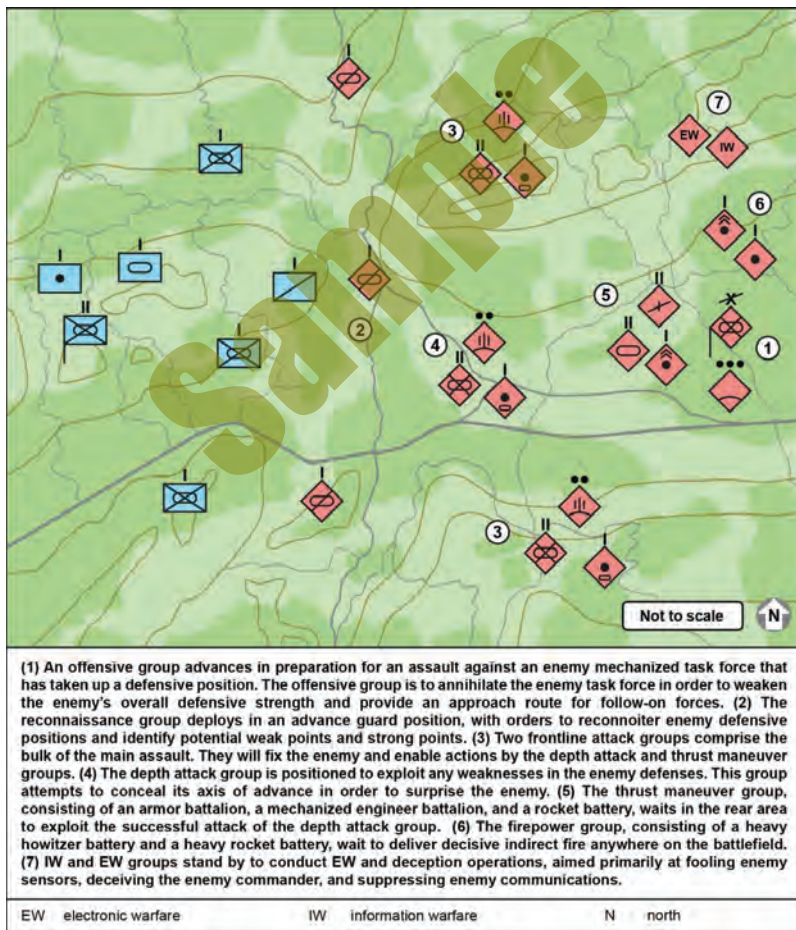 3
7
EW
IW
6
5
2
4
1
3
Sample
Not to scale
N
(1) An offensive group advances in preparation for an assault against an enemy mechanized task force that
has taken up a defensive position. The offensive group is to annihilate the enemy task force in order to weaken
the enemy's overall defensive strength and provide an approach route for follow-on forces. (2) The
reconnaissance group deploys in an advance guard position, with orders to reconnoiter enemy defensive
positions and identify potential weak points and strong points. (3) Two frontline attack groups comprise the
bulk of the main assault. They will fix the enemy and enable actions by the depth attack and thrust maneuver
groups. (4) The depth attack group is positioned to exploit any weaknesses in the enemy defenses. This group
attempts to conceal its axis of advance in order to surprise the enemy. (5) The thrust maneuver group,
consisting of an armor battalion, a mechanized engineer battalion, and a rocket battery, waits in the rear area
to exploit the successful attack of the depth attack group. (6) The firepower group, consisting of a heavy
howitzer battery and a heavy rocket battery, wait to deliver decisive indirect fire anywhere on the battlefield.
(7) IW and EW groups stand by to conduct EW and deception operations, aimed primarily at fooling enemy
sensors, deceiving the enemy commander, and suppressing enemy communications.
EW electronic warfare IW information warfare N north